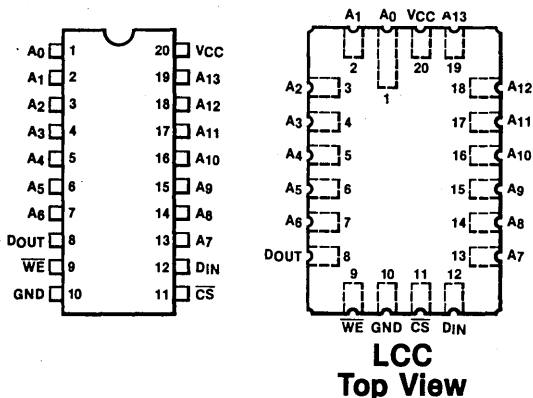 A0 1 20 VCC
A1 2 19 A13
A2 3 18 A12
A3 4 17 A11
A4 5 16 A10
A5 6 15 A9
A6 7 14 A8
DOUT 8 13 A7
WE 9 12 DIN
GND 10 11 CS
A1 A0 VCC A13
2 1 20 19
A2 3 18 A12
A3 4 17 A11
A4 5 16 A10
A5 6 15 A9
A6 7 14 A8
DOUT 8 13 A7
9 10 11 12
WE GND CS DIN
LCC
Top View